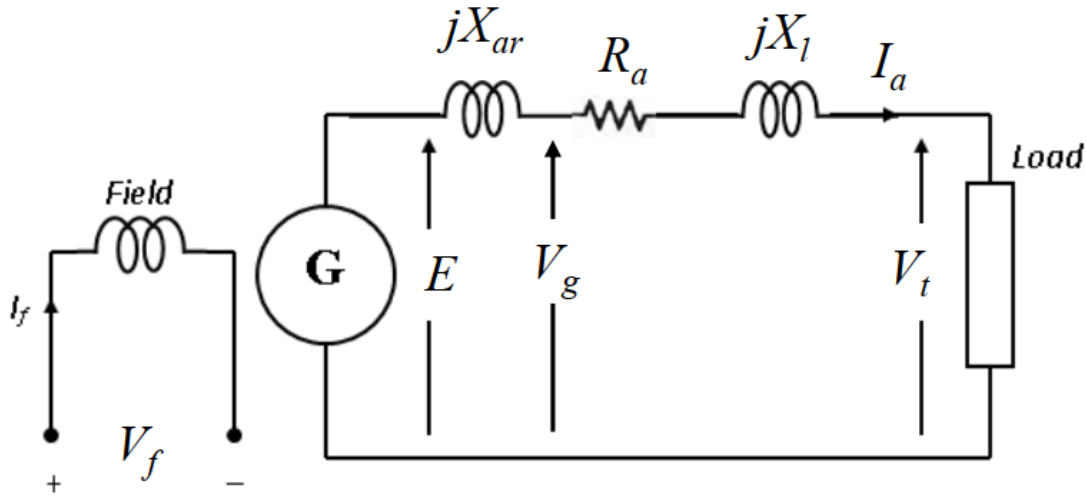 jX_ar
R_a
jX_l
I_a
Load
Field
G
E
V_g
V_t
I_f
V_f
+ −